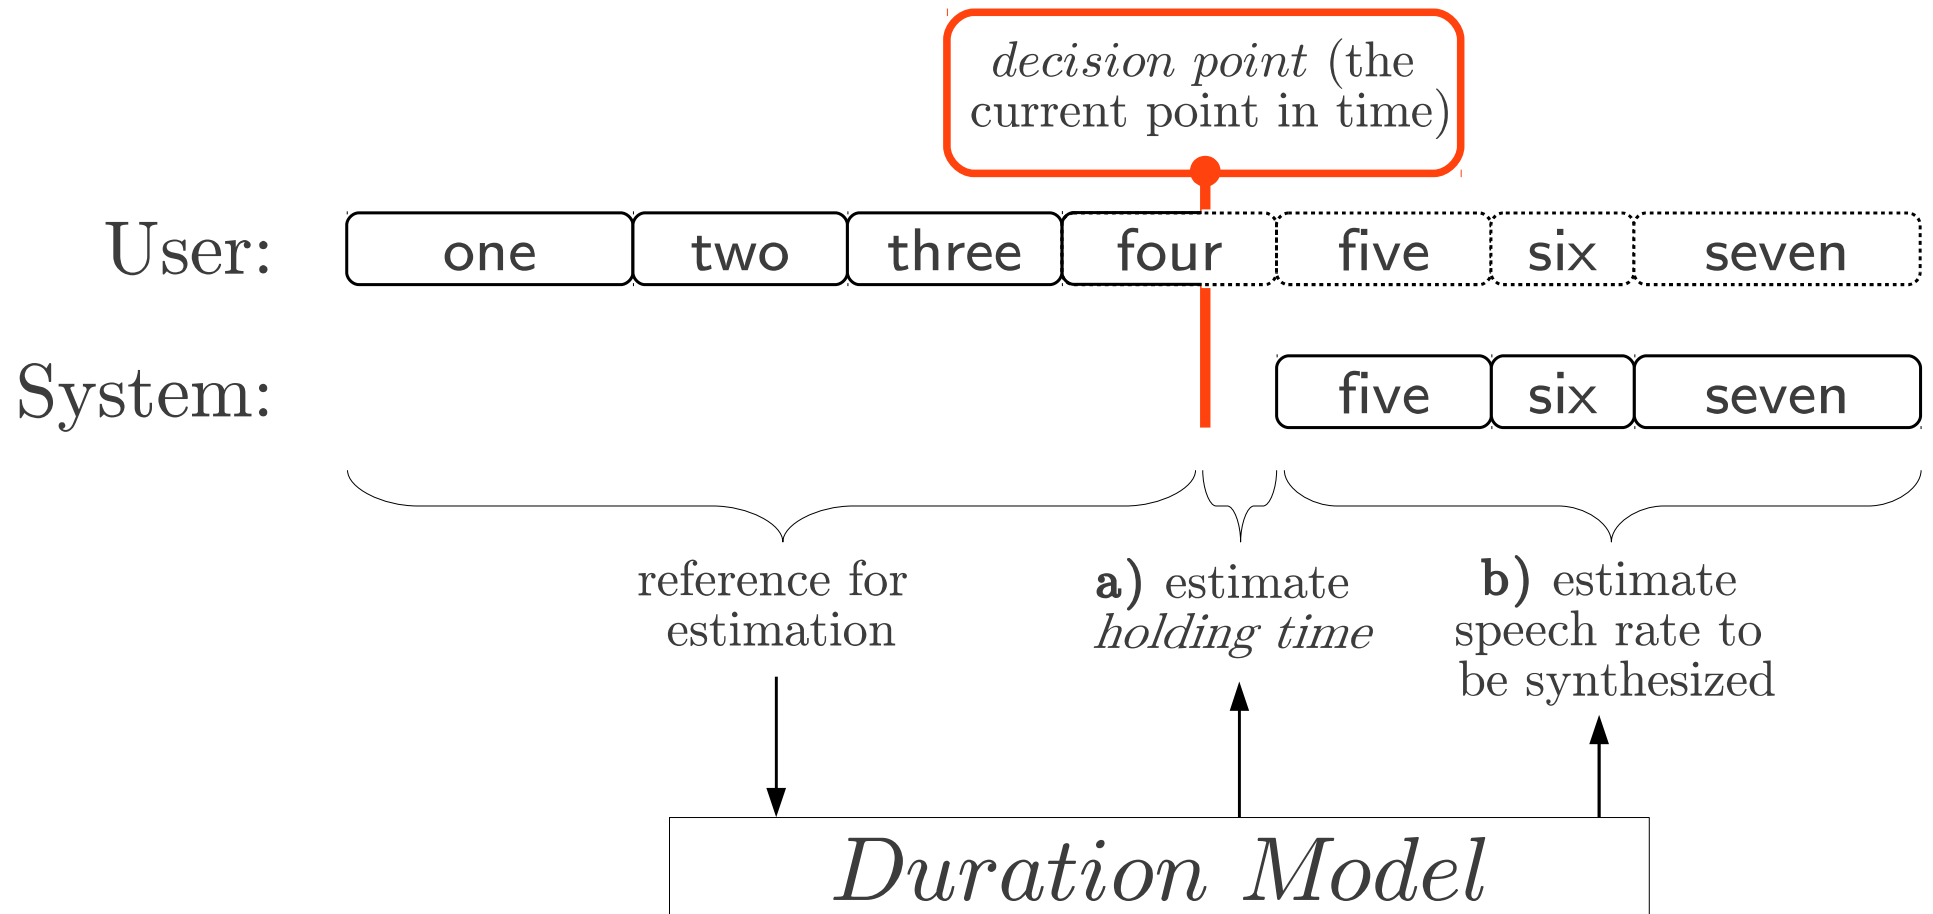 decision point (the
current point in time)
User: one two three four five six seven
System: five six seven
reference for
estimation
a) estimate
holding time
b) estimate
speech rate to
be synthesized
Duration Model